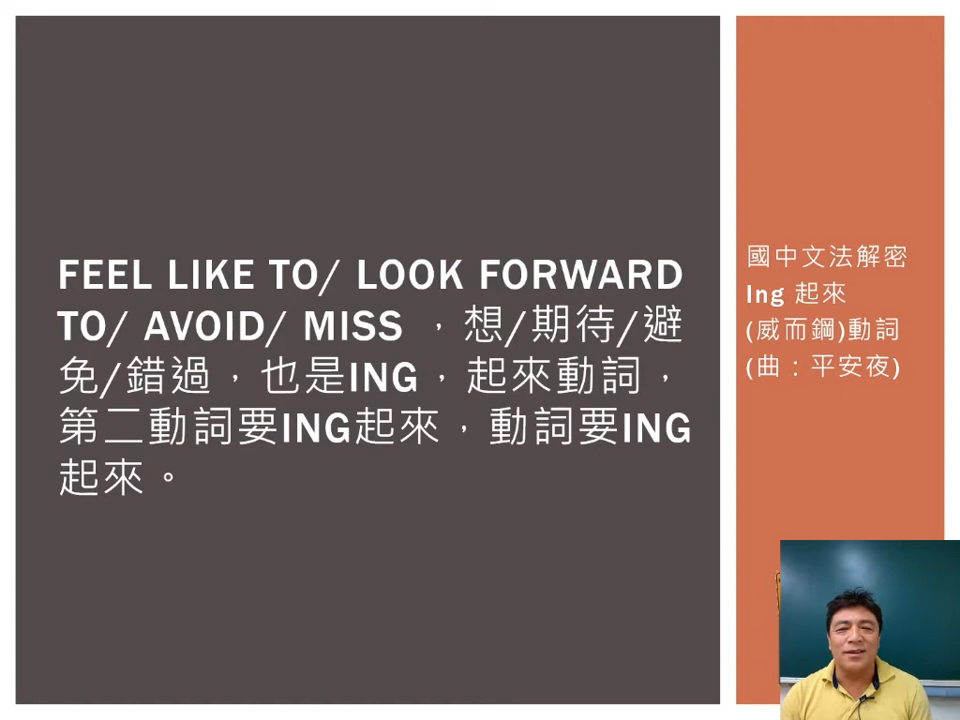 FEEL LIKE TO/ LOOK FORWARD
TO/ AVOID/ MISS ，想/期待/避
免/錯過，也是ING，起來動詞，
第二動詞要ING起來，動詞要ING
起來。
國中文法解密
Ing 起來
(威而鋼)動詞
(曲：平安夜)